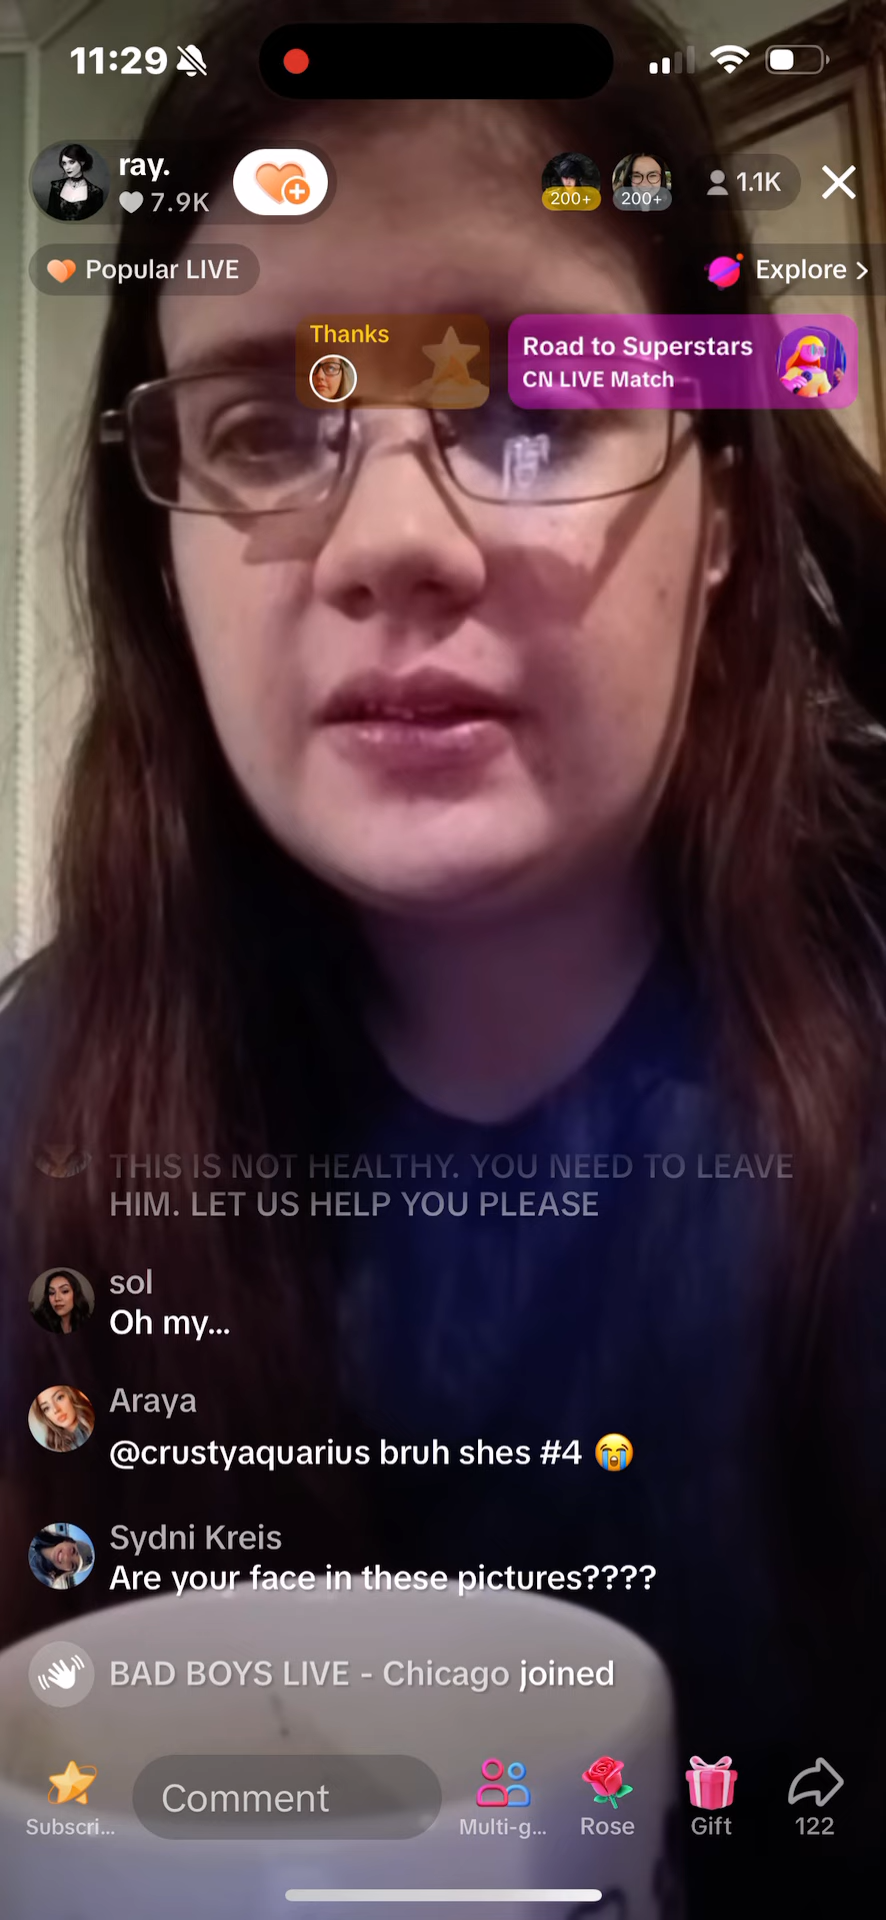 11:29
ray.
7.9K
200+
200+
1.1K
Popular LIVE
Explore >
Thanks
Road to Superstars
CN LIVE Match
THIS IS NOT HEALTHY. YOU NEED TO LEAVE
HIM. LET US HELP YOU PLEASE
sol
Oh my...
Araya
@crustyaquarius bruh shes #4 😭
Sydni Kreis
Are your face in these pictures????
BAD BOYS LIVE - Chicago joined
Subscri...
Comment
Multi-g...
Rose
Gift
122